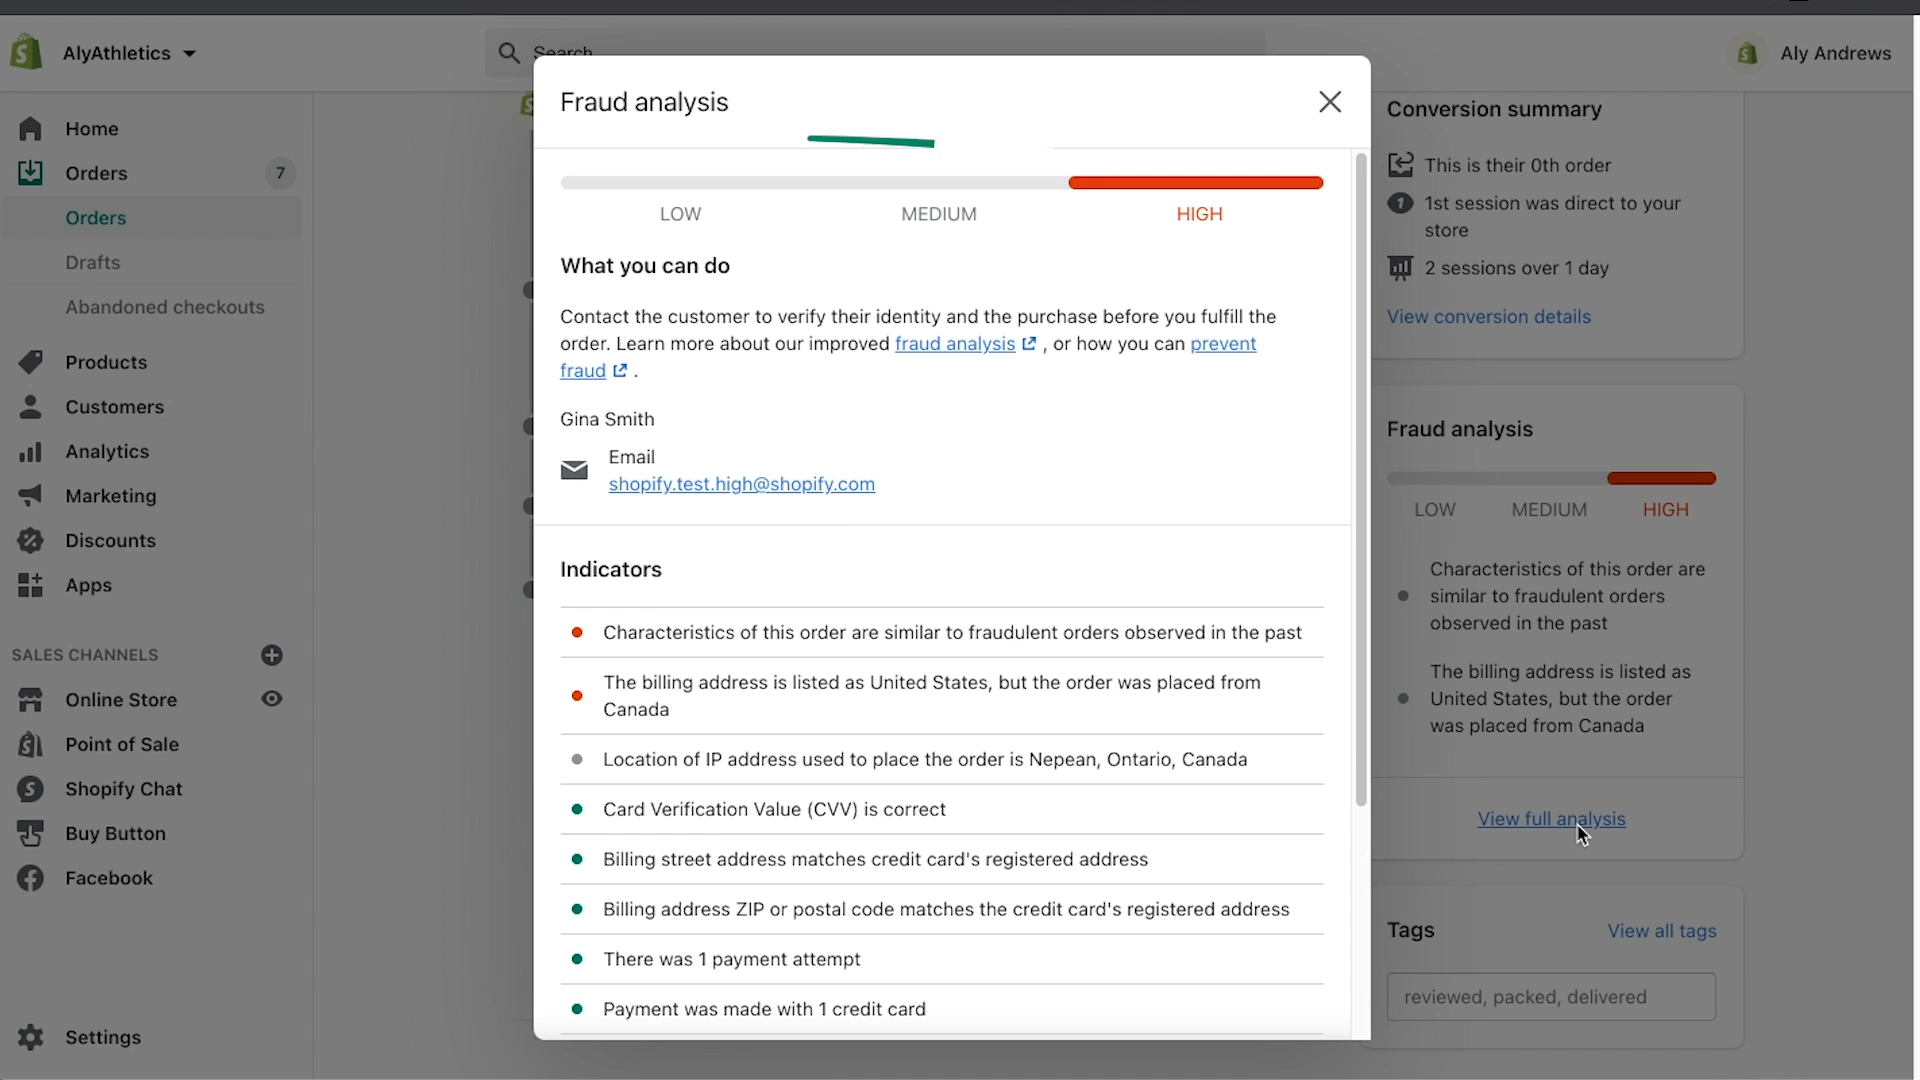 AlyAthletics
Search
Aly Andrews
Home
Orders
7
Orders
Drafts
Abandoned checkouts
Products
Customers
Analytics
Marketing
Discounts
Apps
SALES CHANNELS
Online Store
Point of Sale
Shopify Chat
Buy Button
Facebook
Settings
Fraud analysis
LOW
MEDIUM
HIGH
What you can do
Contact the customer to verify their identity and the purchase before you fulfill the
order. Learn more about our improved fraud analysis , or how you can prevent
fraud .
Gina Smith
Email
shopify.test.high@shopify.com
Indicators
Characteristics of this order are similar to fraudulent orders observed in the past
The billing address is listed as United States, but the order was placed from
Canada
Location of IP address used to place the order is Nepean, Ontario, Canada
Card Verification Value (CVV) is correct
Billing street address matches credit card's registered address
Billing address ZIP or postal code matches the credit card's registered address
There was 1 payment attempt
Payment was made with 1 credit card
Conversion summary
This is their 0th order
1
1st session was direct to your
store
2 sessions over 1 day
View conversion details
Fraud analysis
LOW
MEDIUM
HIGH
Characteristics of this order are
similar to fraudulent orders
observed in the past
The billing address is listed as
United States, but the order
was placed from Canada
View full analysis
Tags
View all tags
reviewed, packed, delivered